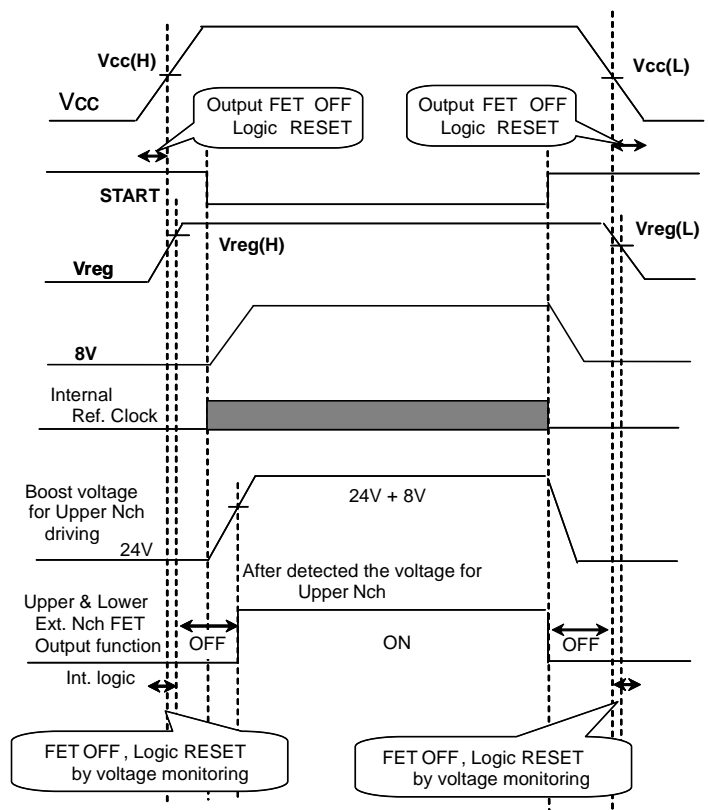 Vcc(H)
Vcc(L)
Vcc
Output FET OFF
Logic RESET
Output FET OFF
Logic RESET
START
Vreg(H)
Vreg(L)
Vreg
8V
Internal
Ref. Clock
Boost voltage
for Upper Nch
driving
24V
24V + 8V
After detected the voltage for
Upper Nch
Upper & Lower
Ext. Nch FET
Output function
OFF
ON
OFF
Int. logic
FET OFF , Logic RESET
by voltage monitoring
FET OFF , Logic RESET
by voltage monitoring